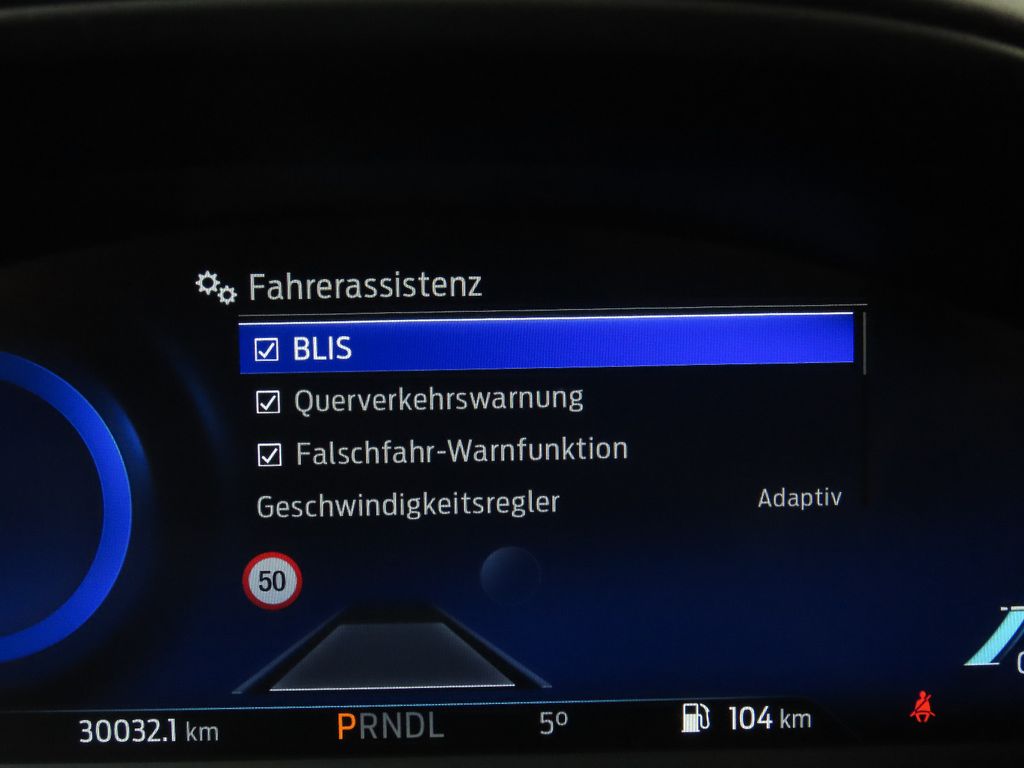 Fahrerassistenz
BLIS
Querverkehrswarnung
Falschfahr-Warnfunktion
Geschwindigkeitsregler Adaptiv
50
30032.1 km PRNDL 5º 104 km